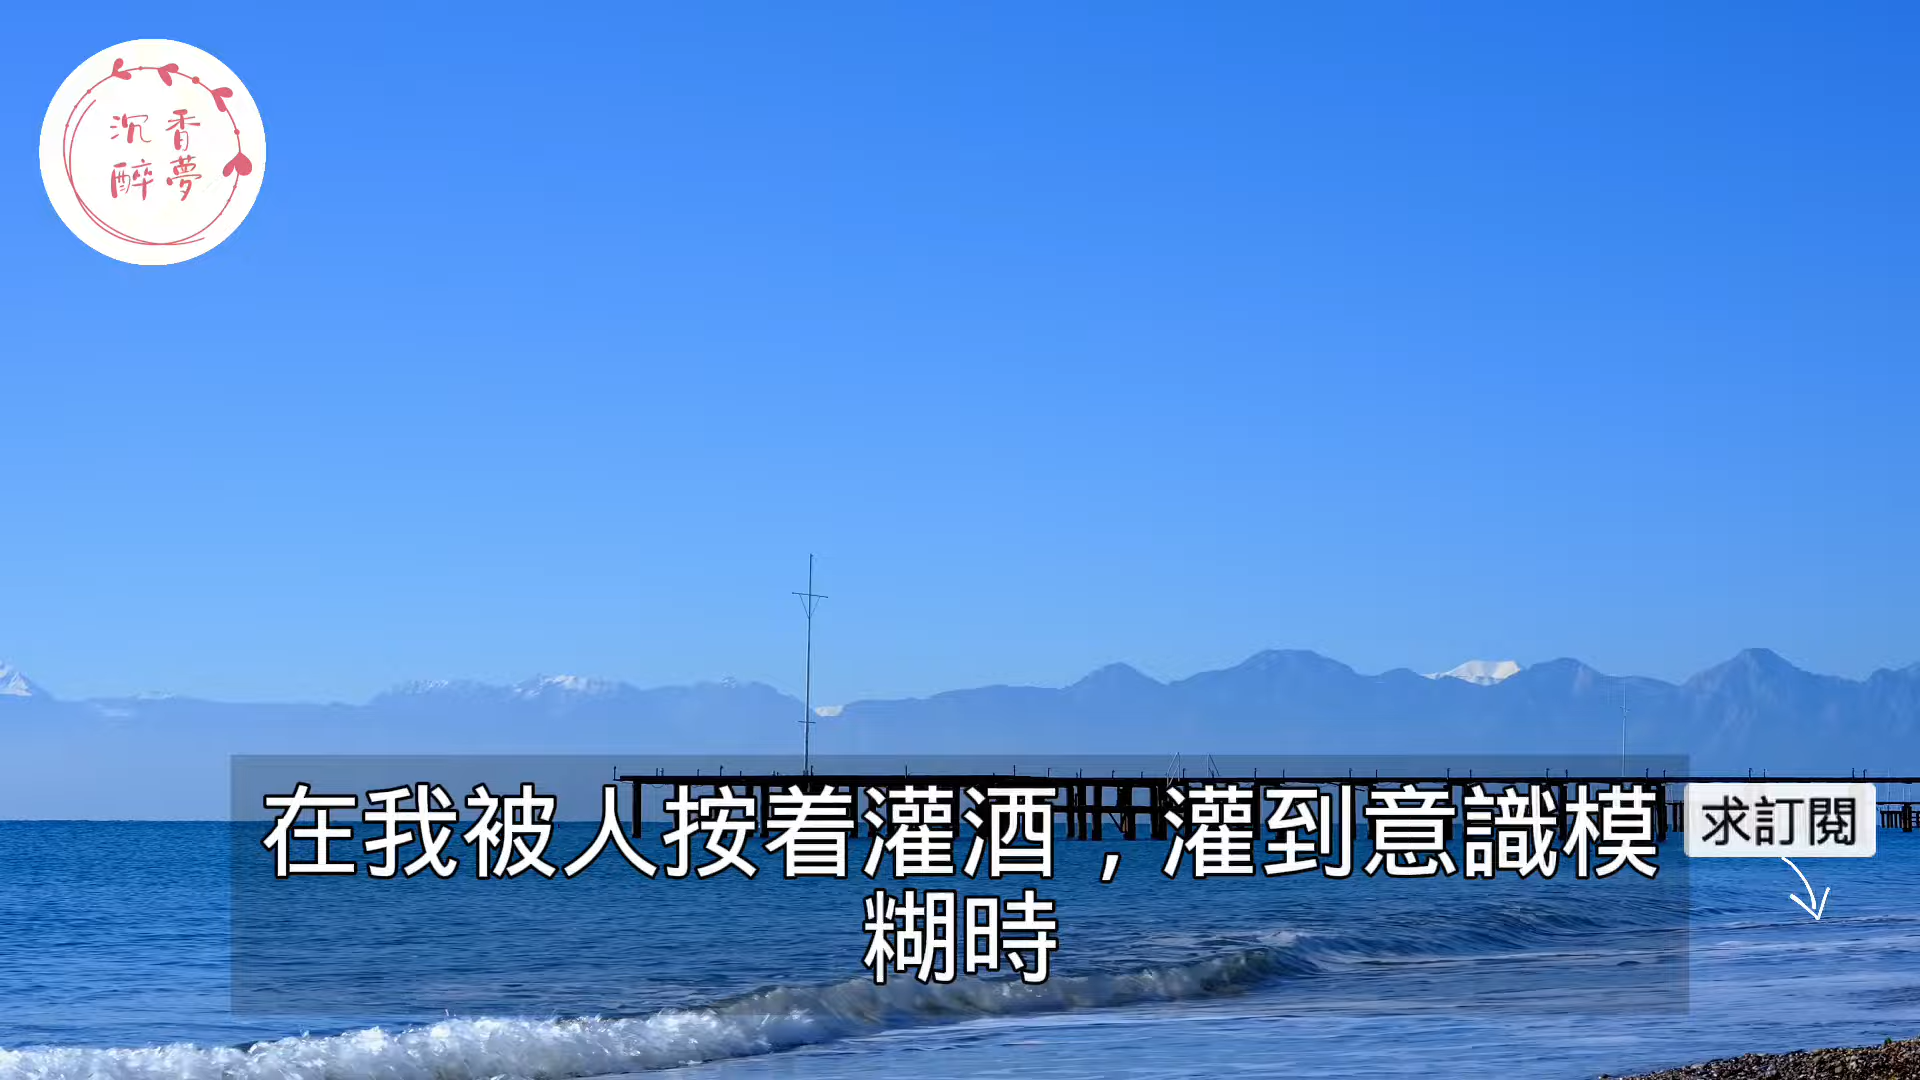 沉香
醉夢
在我被人按着灌酒，灌到意識模
糊時
求訂閱